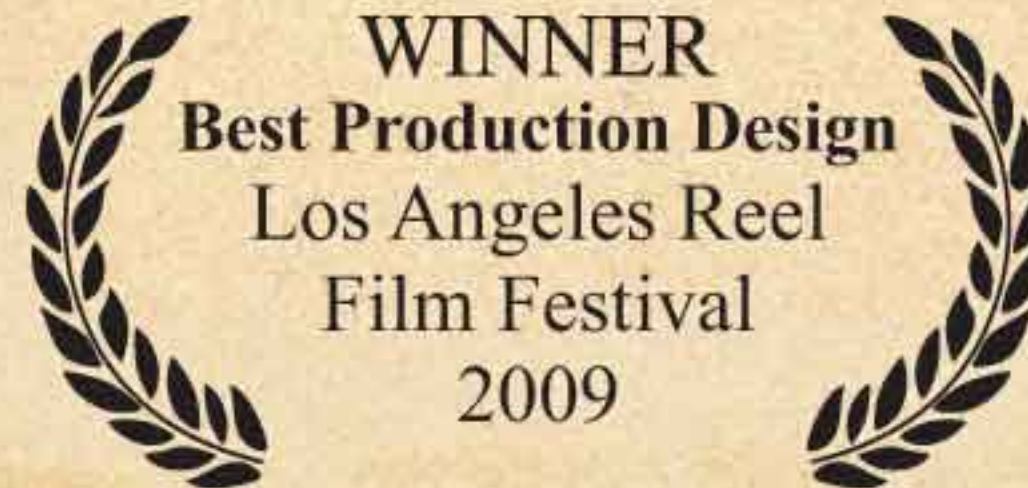 WINNER
Best Production Design
Los Angeles Reel
Film Festival
2009